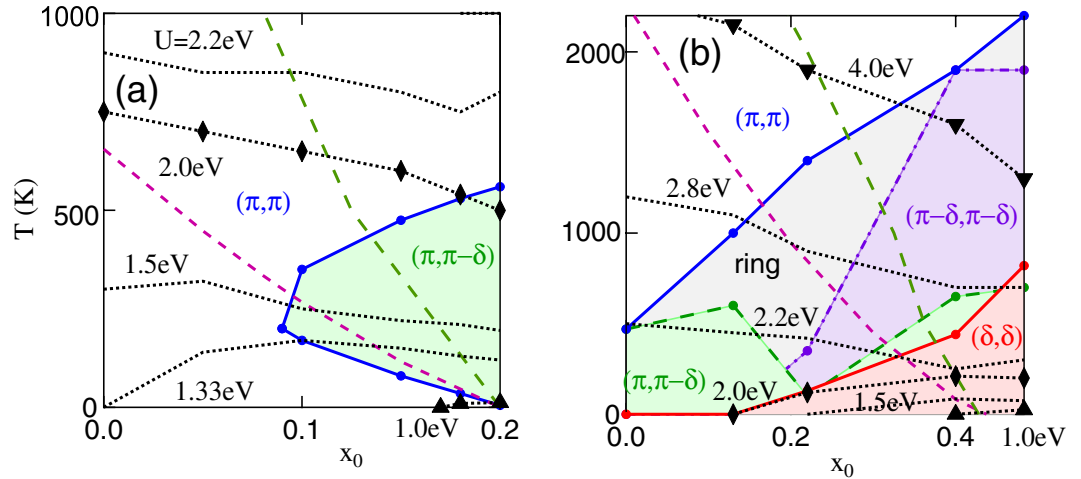 1000
500
0
T (K)
(a)
U=2.2eV
2.0eV
(π,π)
(π,π−δ)
1.5eV
1.33eV
1.0eV
0.0
0.1
0.2
x₀
2000
1000
0
(b)
4.0eV
(π,π)
2.8eV
(π−δ,π−δ)
ring
2.2eV
(δ,δ)
(π,π−δ)
2.0eV
1.5eV
0.0
0.2
0.4
1.0eV
x₀